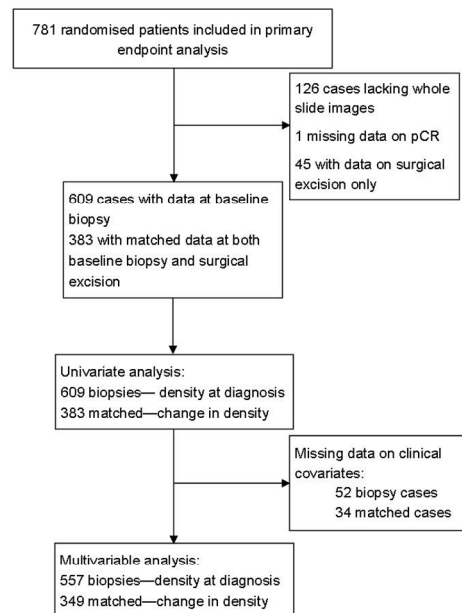 781 randomised patients included in primary
endpoint analysis
126 cases lacking whole
slide images
1 missing data on pCR
45 with data on surgical
excision only
609 cases with data at baseline
biopsy
383 with matched data at both
baseline biopsy and surgical
excision
Univariate analysis:
609 biopsies— density at diagnosis
383 matched—change in density
Missing data on clinical
covariates:
52 biopsy cases
34 matched cases
Multivariable analysis:
557 biopsies—density at diagnosis
349 matched—change in density